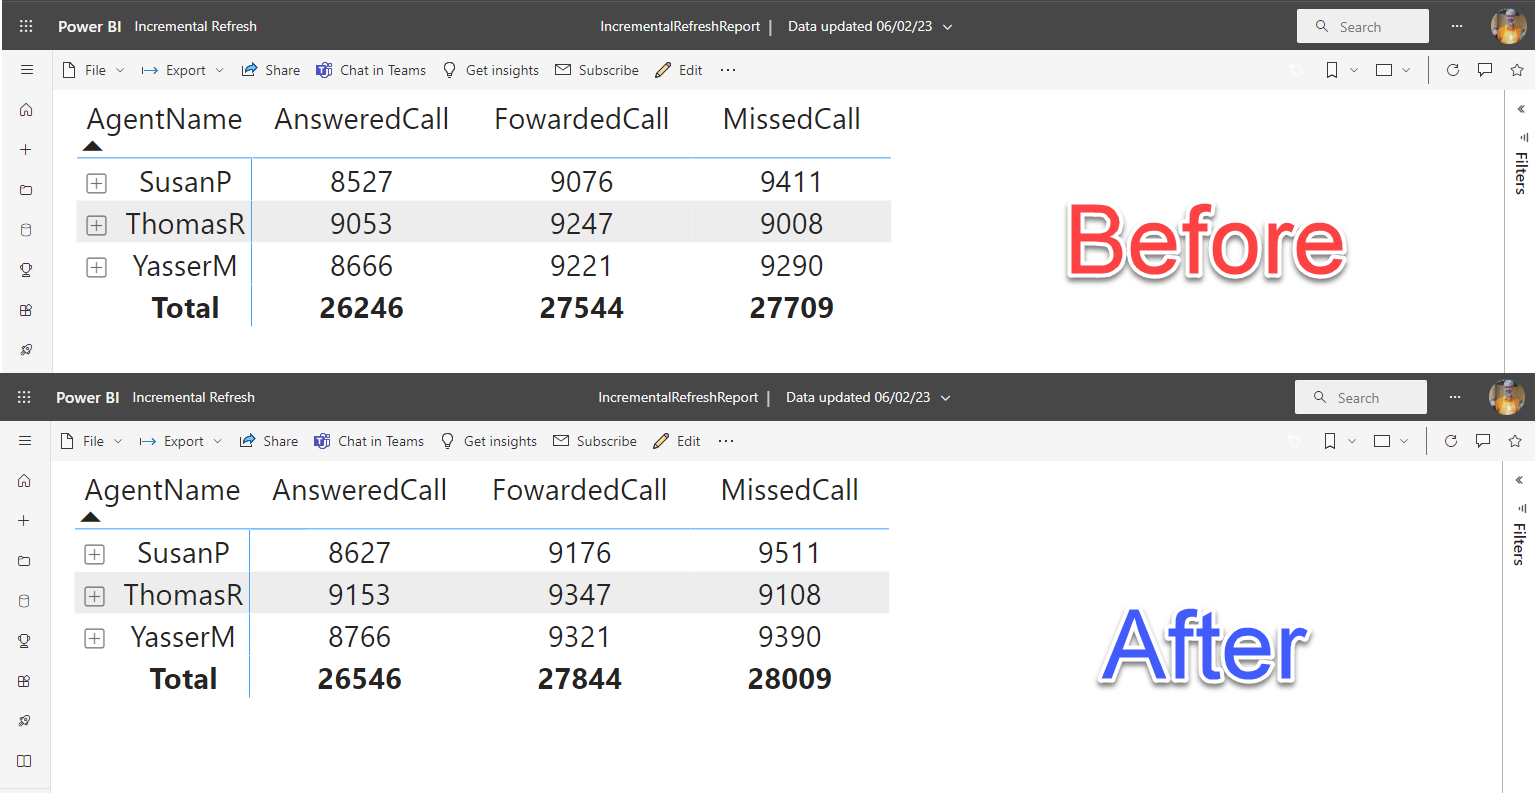 Power BI Incremental Refresh IncrementalRefreshReport | Data updated 06/02/23 Search ...
File Export Share Chat in Teams Get insights Subscribe Edit ...
AgentName AnsweredCall FowardedCall MissedCall
SusanP 8527 9076 9411
ThomasR 9053 9247 9008
YasserM 8666 9221 9290
Total 26246 27544 27709
Filters
Before
Power BI Incremental Refresh IncrementalRefreshReport | Data updated 06/02/23 Search ...
File Export Share Chat in Teams Get insights Subscribe Edit ...
AgentName AnsweredCall FowardedCall MissedCall
SusanP 8627 9176 9511
ThomasR 9153 9347 9108
YasserM 8766 9321 9390
Total 26546 27844 28009
Filters
After